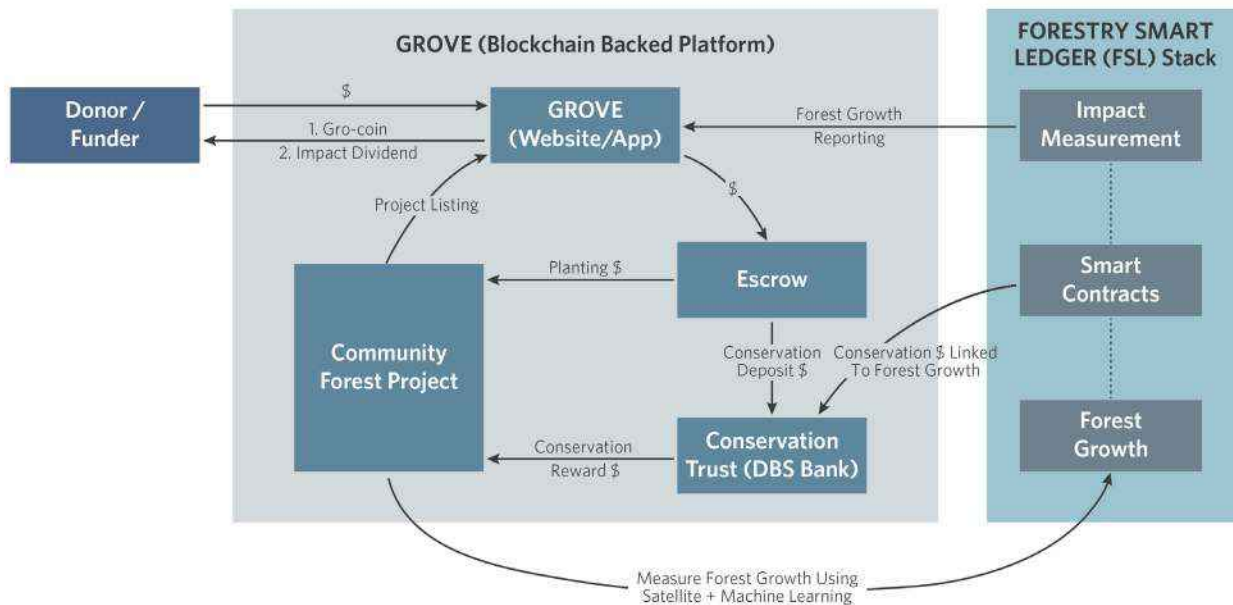 GROVE (Blockchain Backed Platform)
FORESTRY SMART
LEDGER (FSL) Stack
Donor /
Funder
$
1. Gro-coin
2. Impact Dividend
GROVE
(Website/App)
Forest Growth
Reporting
Impact
Measurement
Project Listing
$
Planting $
Escrow
Smart
Contracts
Community
Forest Project
Conservation
Deposit $
Conservation $ Linked
To Forest Growth
Conservation
Reward $
Conservation
Trust (DBS Bank)
Forest
Growth
Measure Forest Growth Using
Satellite + Machine Learning